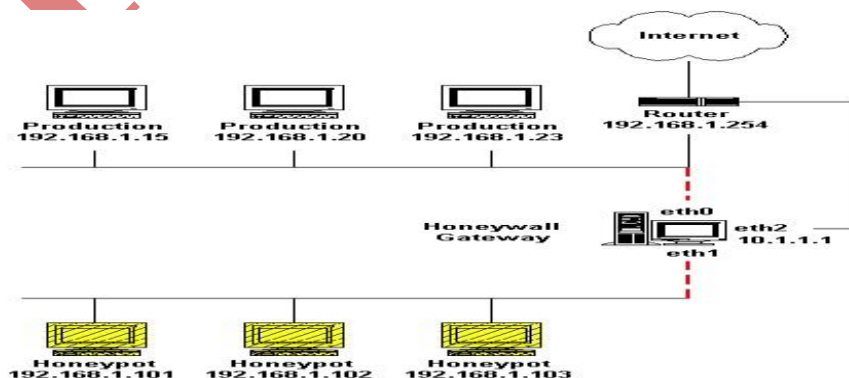 Internet
Production
192.168.1.15
Production
192.168.1.20
Production
192.168.1.23
Router
192.168.1.254
Honeywall
Gateway
eth0
eth2
10.1.1.1
eth1
Honeypot
192.168.1.101
Honeypot
192.168.1.102
Honeypot
192.168.1.103